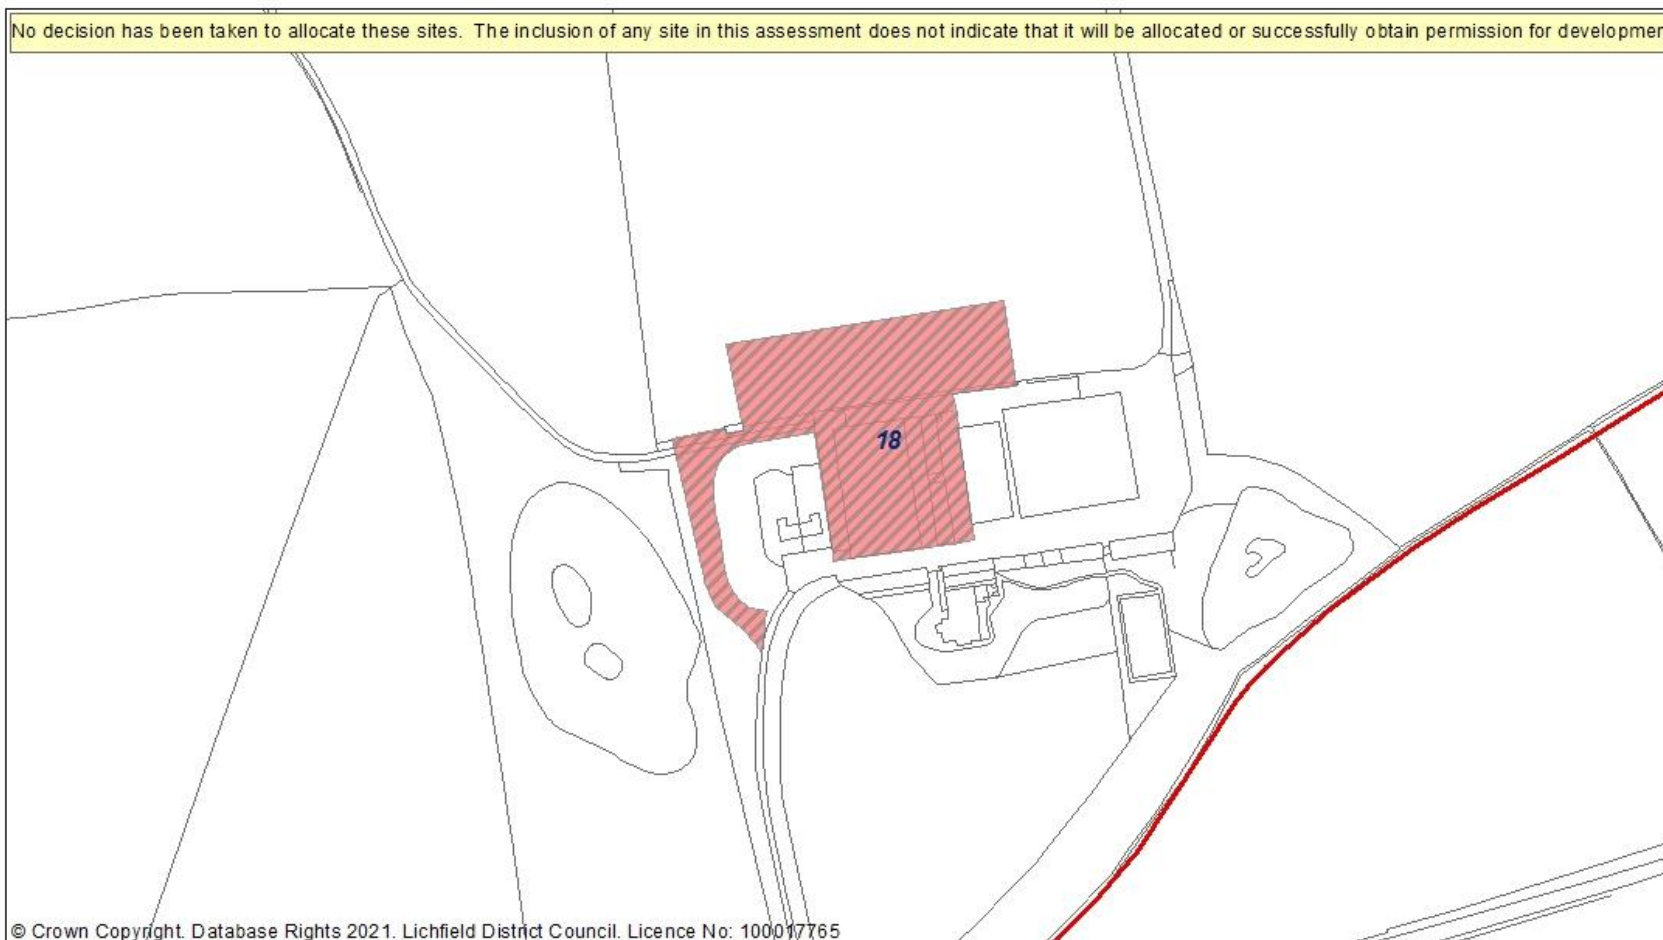 No decision has been taken to allocate these sites. The inclusion of any site in this assessment does not indicate that it will be allocated or successfully obtain permission for developmen
18
© Crown Copyright. Database Rights 2021. Lichfield District Council. Licence No: 100017765